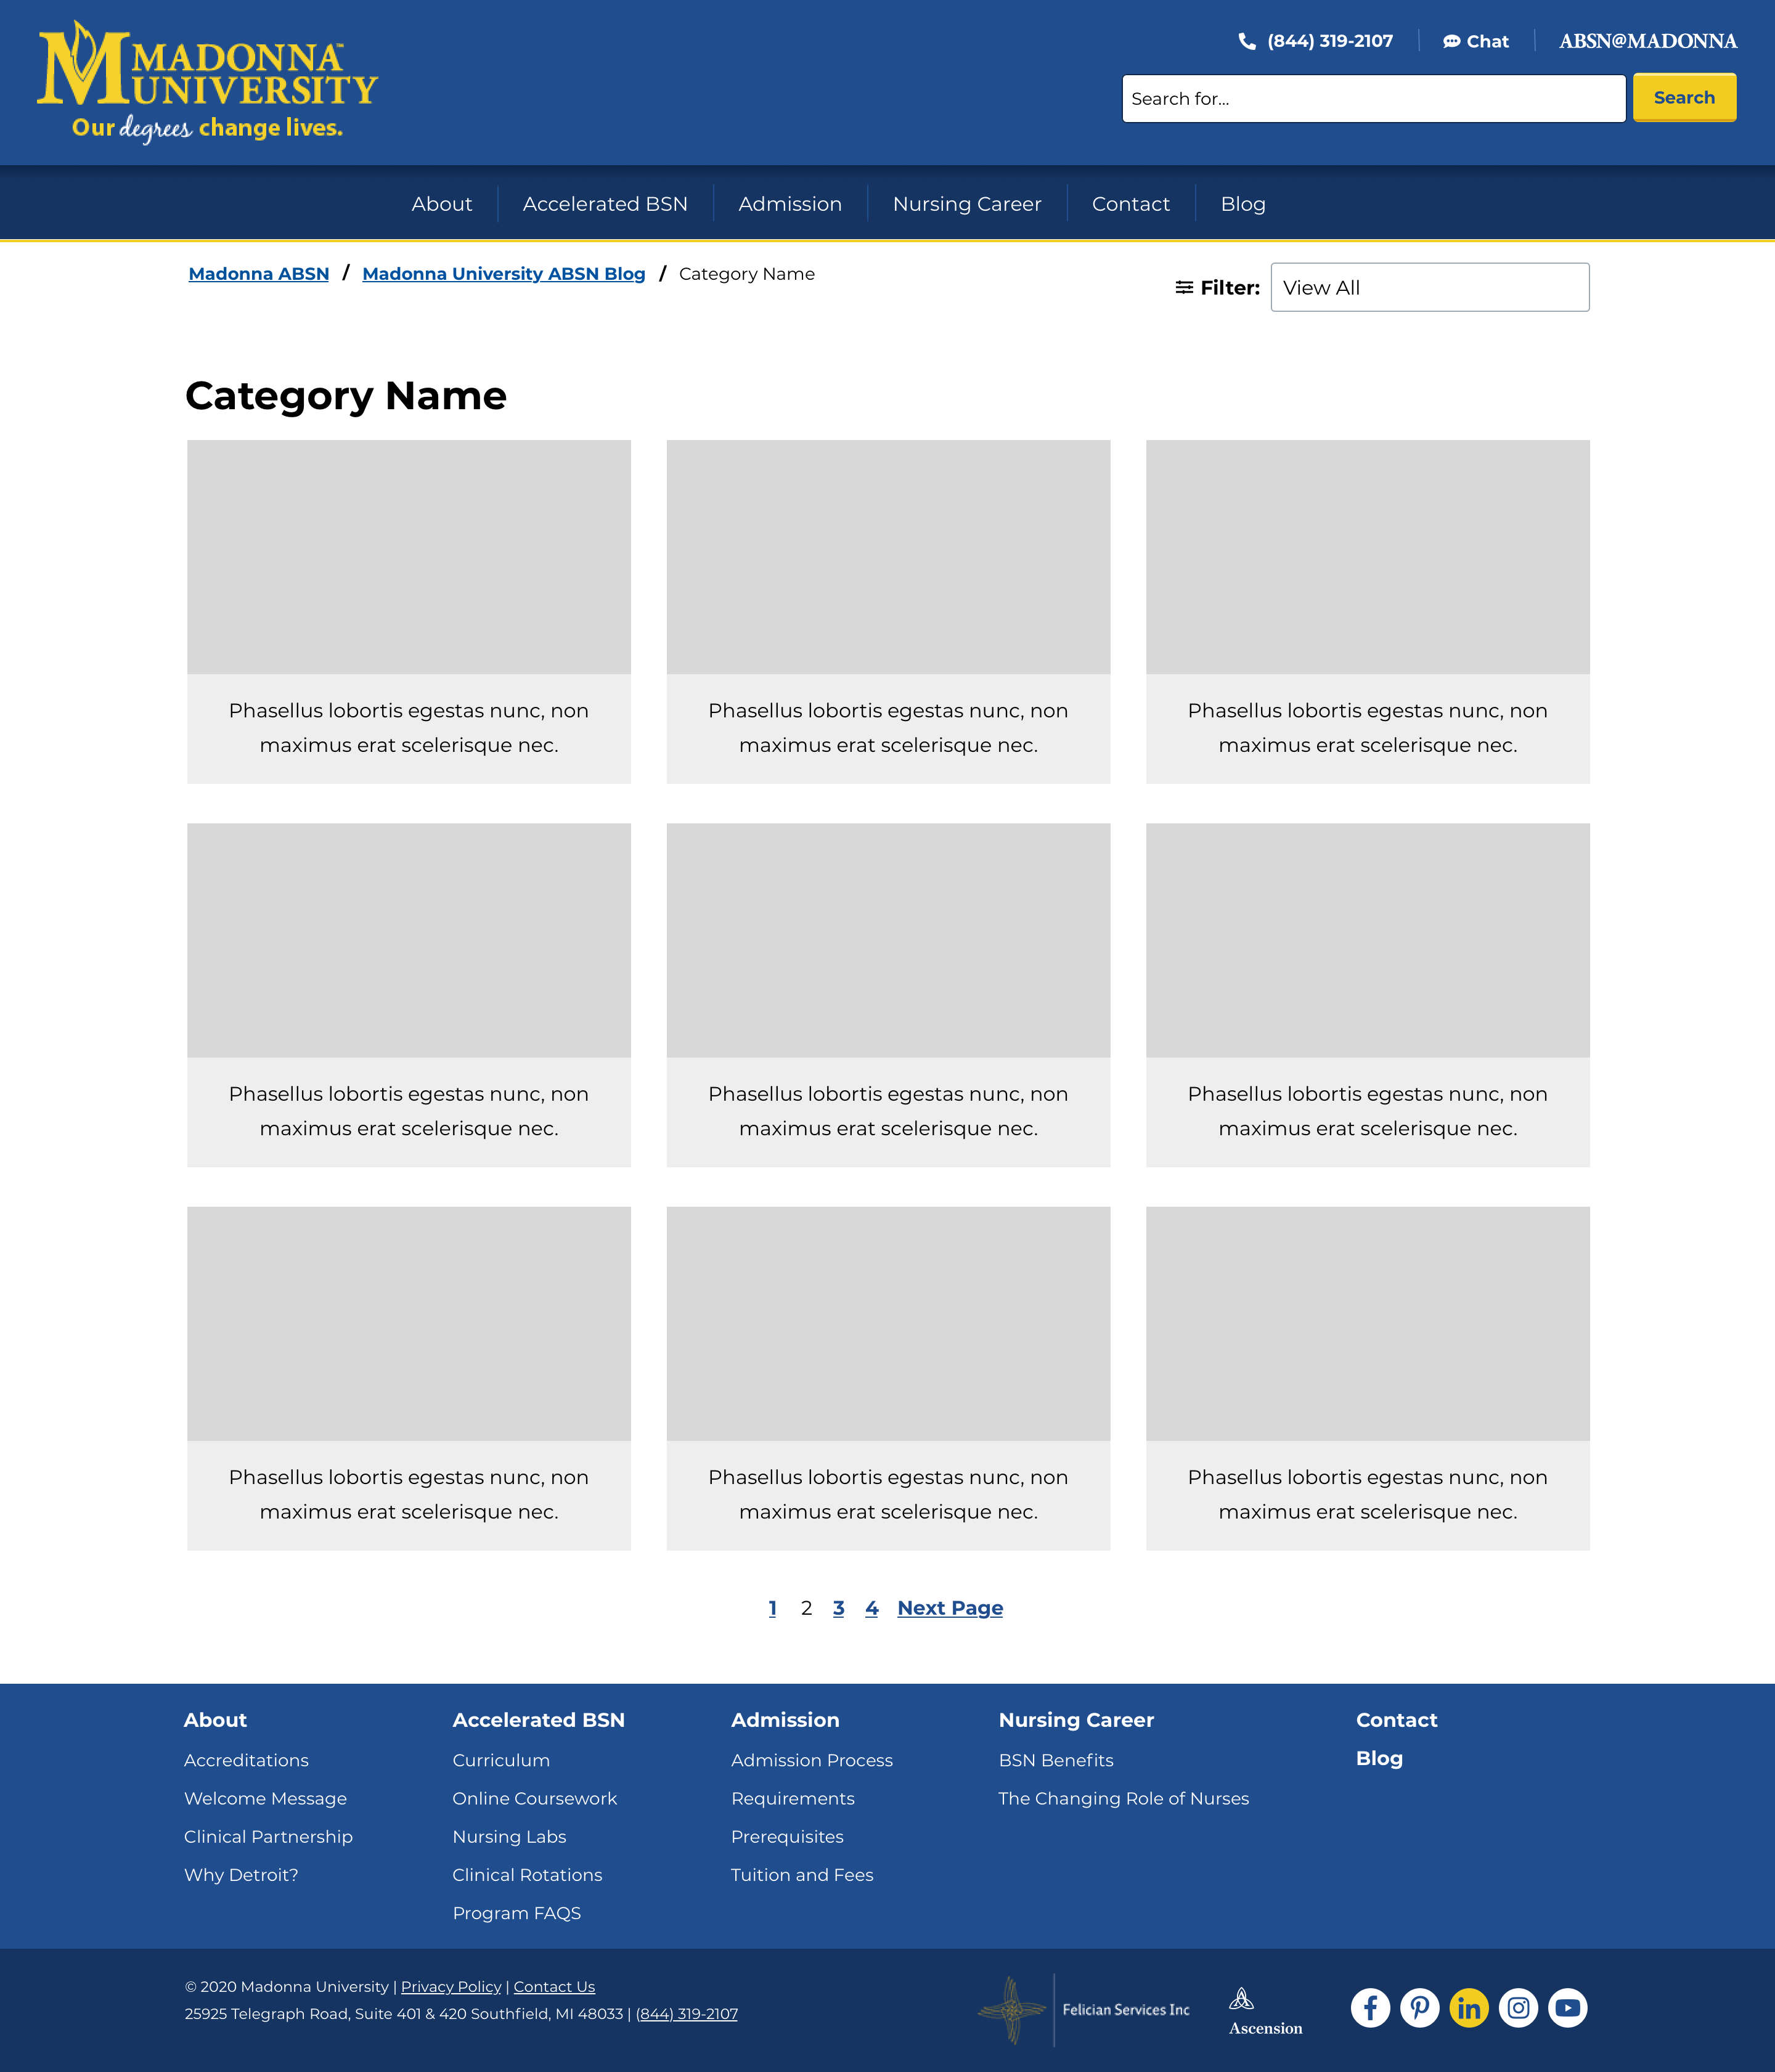 MADONNA
UNIVERSITY™
Our degrees change lives.
(844) 319-2107
Chat
ABSN@MADONNA
Search for...
Search
About
Accelerated BSN
Admission
Nursing Career
Contact
Blog
Madonna ABSN / Madonna University ABSN Blog / Category Name
Filter:
View All
Category Name
Phasellus lobortis egestas nunc, non
maximus erat scelerisque nec.
Phasellus lobortis egestas nunc, non
maximus erat scelerisque nec.
Phasellus lobortis egestas nunc, non
maximus erat scelerisque nec.
Phasellus lobortis egestas nunc, non
maximus erat scelerisque nec.
Phasellus lobortis egestas nunc, non
maximus erat scelerisque nec.
Phasellus lobortis egestas nunc, non
maximus erat scelerisque nec.
Phasellus lobortis egestas nunc, non
maximus erat scelerisque nec.
Phasellus lobortis egestas nunc, non
maximus erat scelerisque nec.
Phasellus lobortis egestas nunc, non
maximus erat scelerisque nec.
1 2 3 4 Next Page
About
Accreditations
Welcome Message
Clinical Partnership
Why Detroit?
Accelerated BSN
Curriculum
Online Coursework
Nursing Labs
Clinical Rotations
Program FAQS
Admission
Admission Process
Requirements
Prerequisites
Tuition and Fees
Nursing Career
BSN Benefits
The Changing Role of Nurses
Contact
Blog
© 2020 Madonna University | Privacy Policy | Contact Us
25925 Telegraph Road, Suite 401 & 420 Southfield, MI 48033 | (844) 319-2107
Felician Services Inc
Ascension